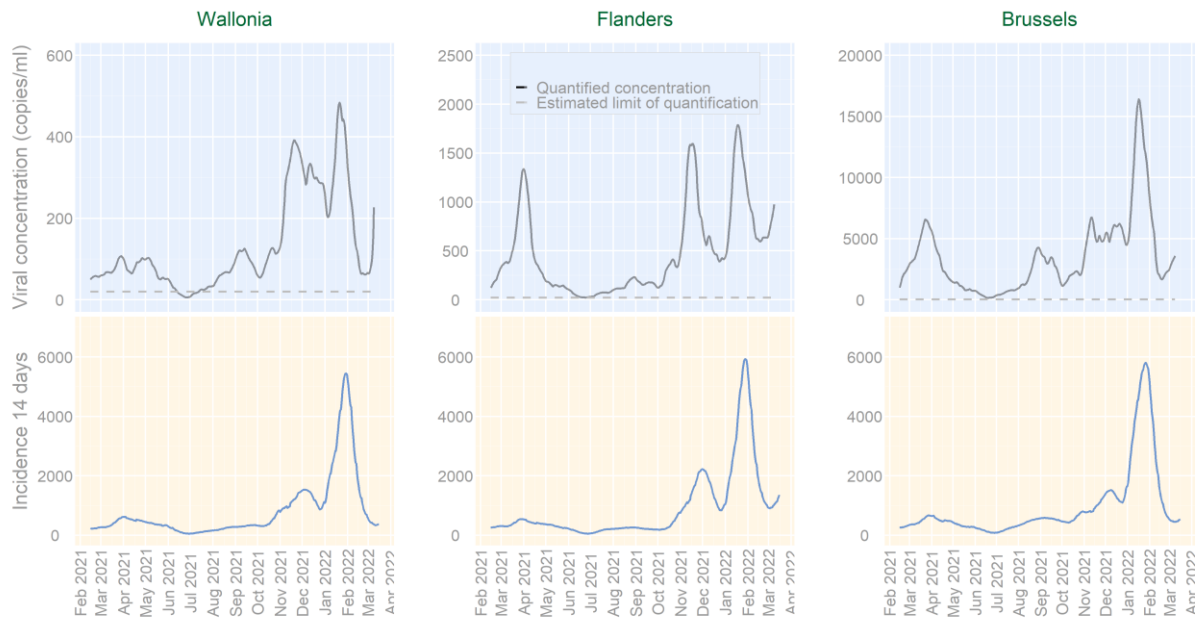 Wallonia
Flanders
Brussels
Viral concentration (copies/ml)
600
400
200
0
2500
2000
1500
1000
500
0
Quantified concentration
Estimated limit of quantification
20000
15000
10000
5000
0
Incidence 14 days
6000
4000
2000
0
6000
4000
2000
0
6000
4000
2000
0
Feb 2021
Mar 2021
Apr 2021
May 2021
Jun 2021
Jul 2021
Aug 2021
Sep 2021
Oct 2021
Nov 2021
Dec 2021
Jan 2022
Feb 2022
Mar 2022
Apr 2022
Feb 2021
Mar 2021
Apr 2021
May 2021
Jun 2021
Jul 2021
Aug 2021
Sep 2021
Oct 2021
Nov 2021
Dec 2021
Jan 2022
Feb 2022
Mar 2022
Apr 2022
Feb 2021
Mar 2021
Apr 2021
May 2021
Jun 2021
Jul 2021
Aug 2021
Sep 2021
Oct 2021
Nov 2021
Dec 2021
Jan 2022
Feb 2022
Mar 2022
Apr 2022